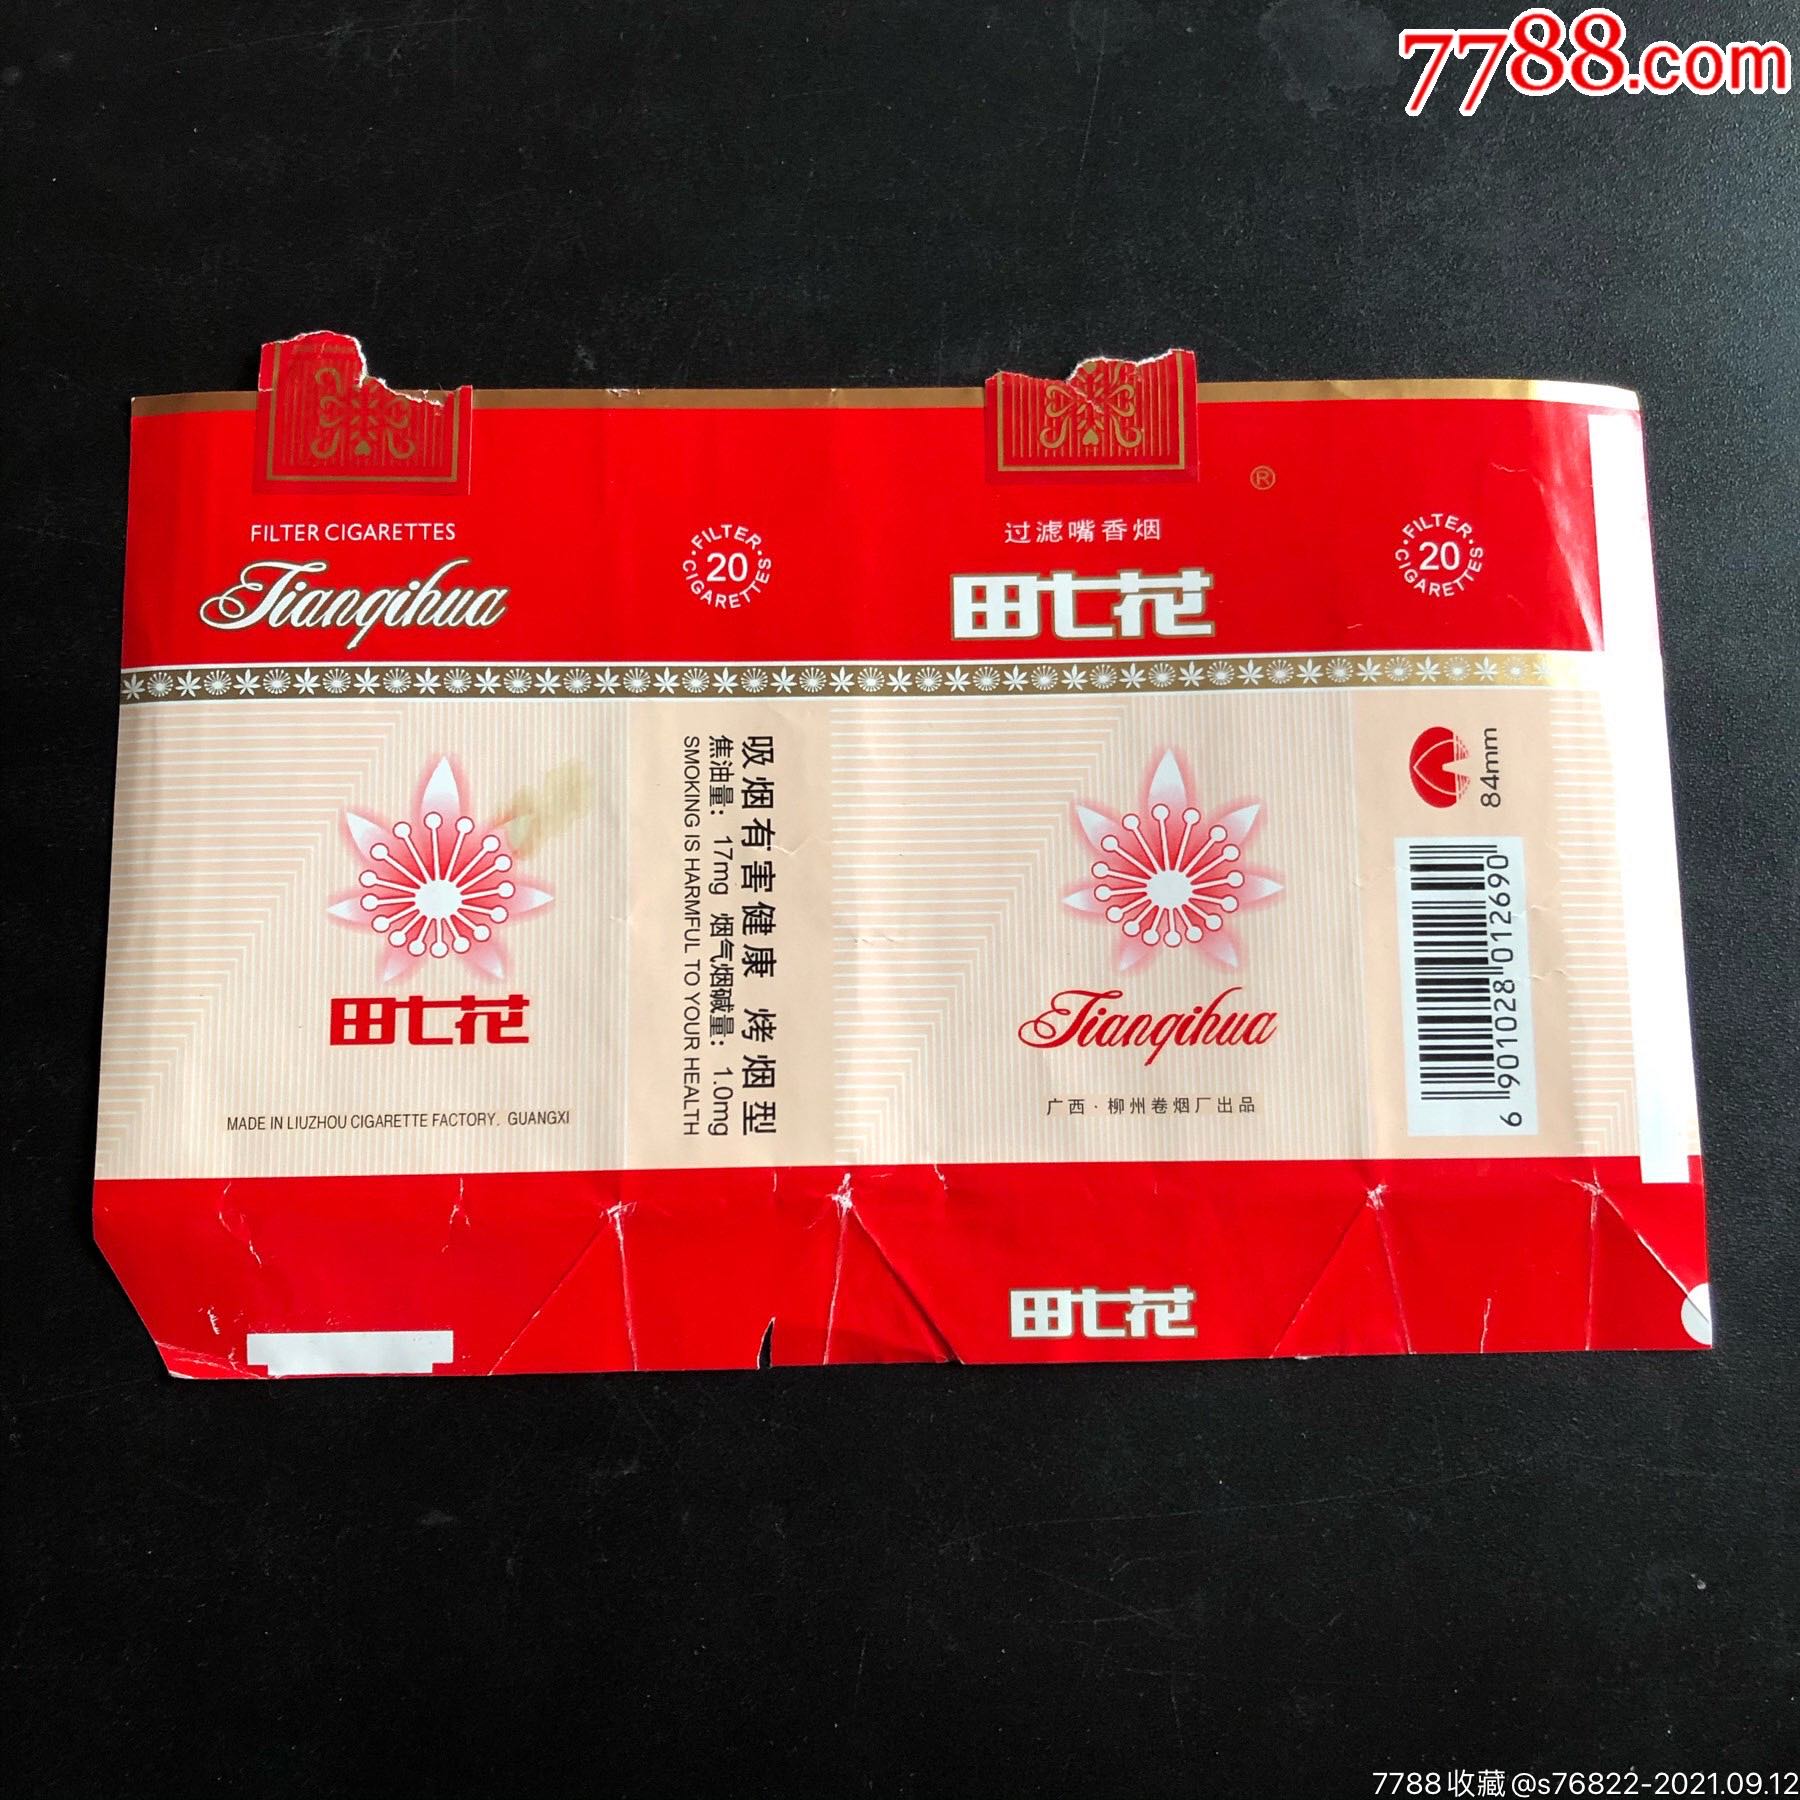 7788.com
FILTER CIGARETTES
Tianqihua
·FILTER·
20
CIGARETTES
过滤嘴香烟
®
田七花
·FILTER·
20
CIGARETTES
田七花
MADE IN LIUZHOU CIGARETTE FACTORY. GUANGXI
吸烟有害健康 烤烟型
焦油量： 17mg 烟气烟碱量： 1.0mg
SMOKING IS HARMFUL TO YOUR HEALTH
Tianqihua
广西·柳州卷烟厂出品
84mm
6 901028 012690
田七花
7788收藏@s76822-2021.09.12